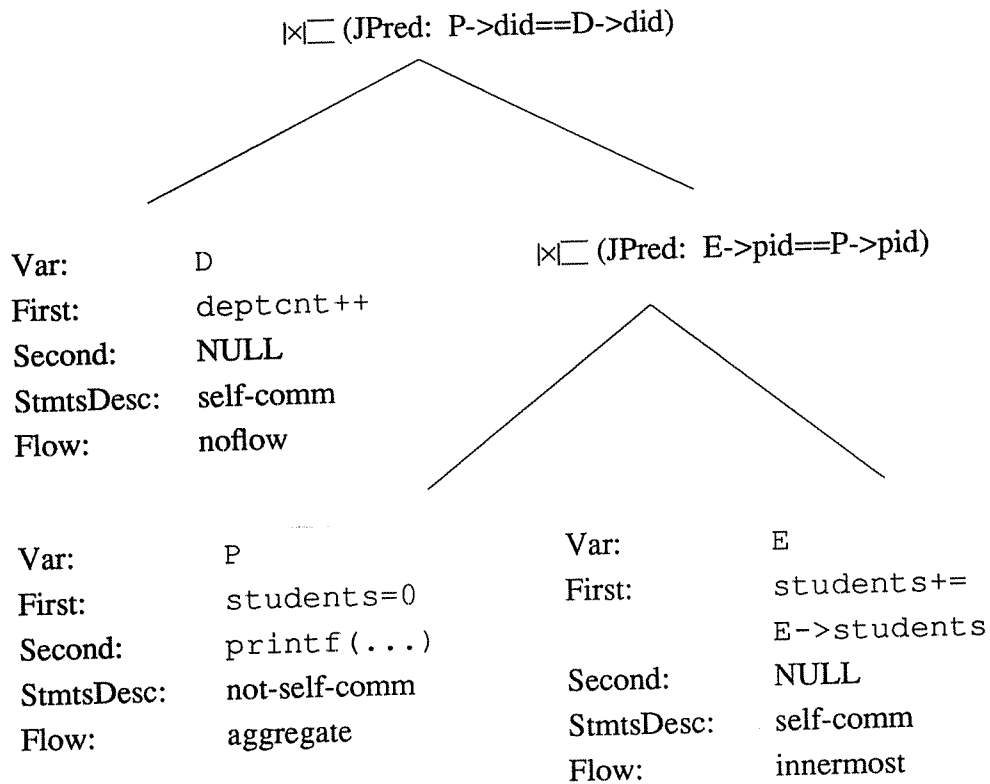 |×|⊏ (JPred: P->did==D->did)
|×|⊏ (JPred: E->pid==P->pid)
Var: D
First: deptcnt++
Second: NULL
StmtsDesc: self-comm
Flow: noflow
Var: P
First: students=0
Second: printf(...)
StmtsDesc: not-self-comm
Flow: aggregate
Var: E
First: students+=
E->students
Second: NULL
StmtsDesc: self-comm
Flow: innermost